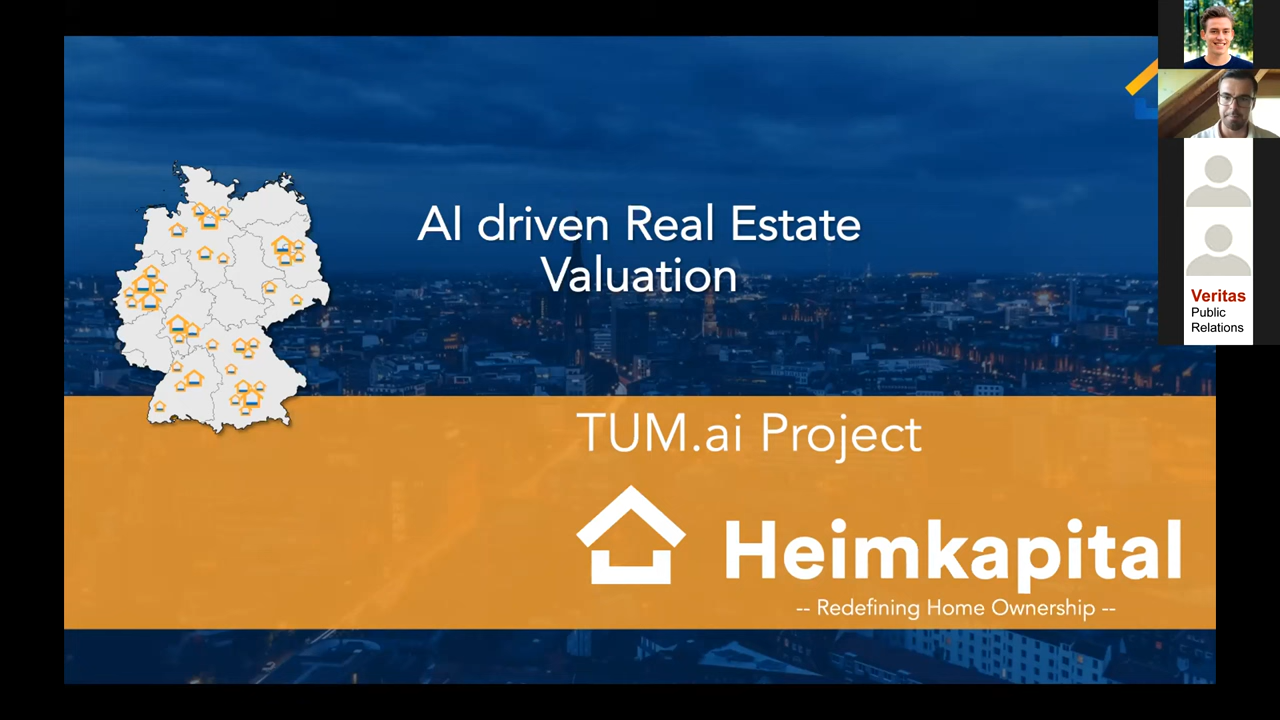 AI driven Real Estate
Valuation
TUM.ai Project
Heimkapital
-- Redefining Home Ownership --
Veritas
Public
Relations